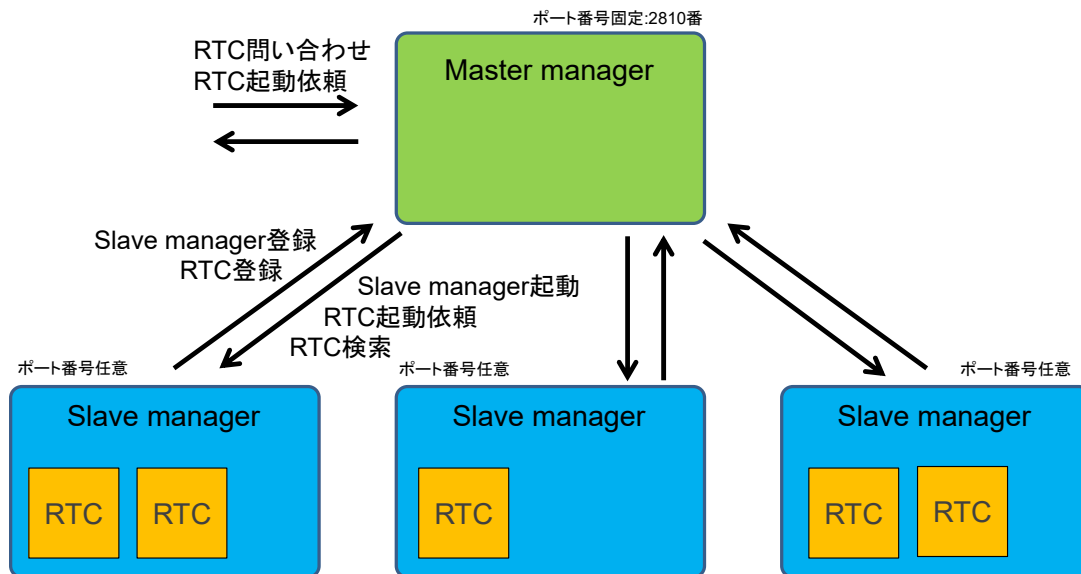 ポート番号固定:2810番
Master manager
RTC問い合わせ
RTC起動依頼
Slave manager登録
RTC登録
Slave manager起動
RTC起動依頼
RTC検索
ポート番号任意
ポート番号任意
ポート番号任意
Slave manager
Slave manager
Slave manager
RTC
RTC
RTC
RTC
RTC